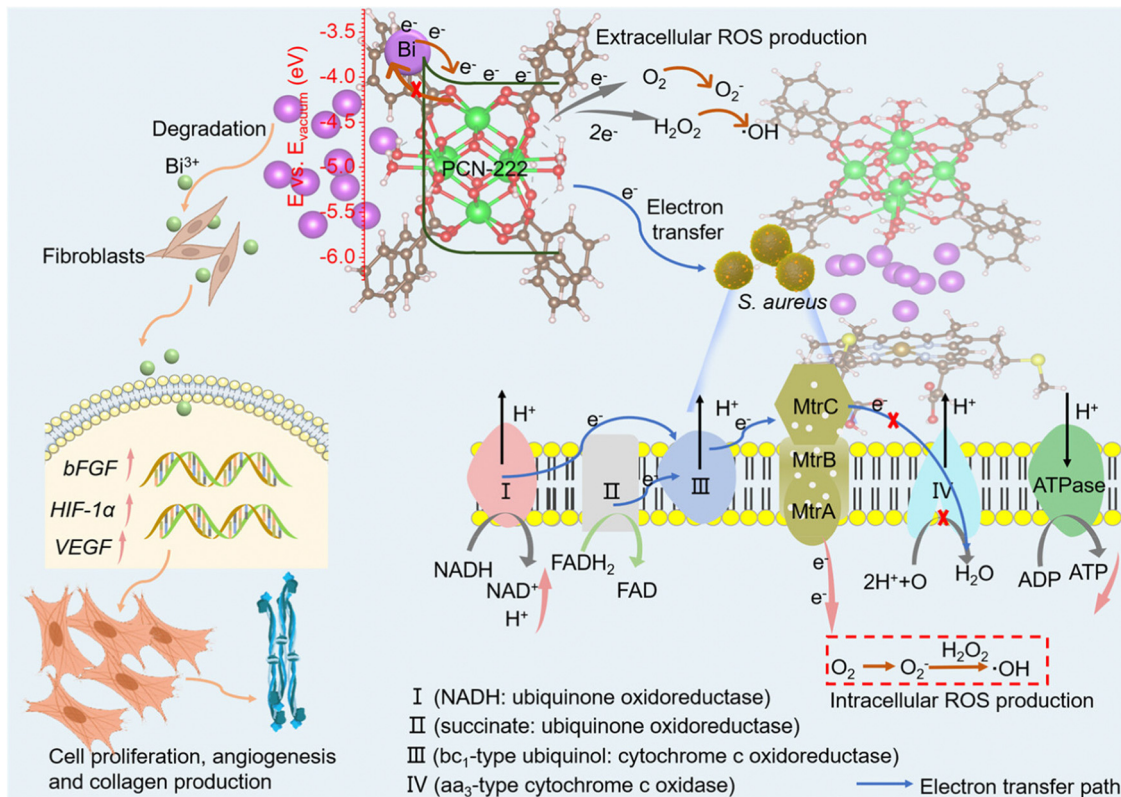 E vs. E_vacuum (eV)
-3.5
-4.0
-4.5
-5.0
-5.5
-6.0
e-
Bi
e-
e-
e-
e-
PCN-222
Extracellular ROS production
e-
O₂
O₂⁻
2e-
H₂O₂
·OH
Degradation
Bi³⁺
Fibroblasts
e-
Electron
transfer
S. aureus
bFGF
HIF-1α
VEGF
Cell proliferation, angiogenesis
and collagen production
H⁺
e-
H⁺
e-
MtrC
e-
H⁺
H⁺
I
II
e-
III
MtrB
MtrA
IV
ATPase
NADH
NAD⁺
H⁺
FADH₂
FAD
e-
e-
2H⁺+O
H₂O
ADP
ATP
O₂
O₂⁻
H₂O₂
·OH
Intracellular ROS production
I (NADH: ubiquinone oxidoreductase)
II (succinate: ubiquinone oxidoreductase)
III (bc₁-type ubiquinol: cytochrome c oxidoreductase)
IV (aa₃-type cytochrome c oxidase)
Electron transfer path